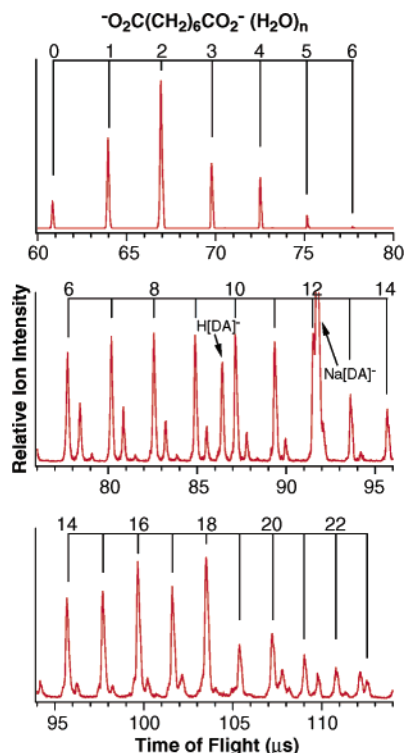 ⁻O₂C(CH₂)₆CO₂⁻ (H₂O)ₙ
0 1 2 3 4 5 6
60 65 70 75 80
6 8 10 12 14
H[DA]⁻
Na[DA]⁻
Relative Ion Intensity
80 85 90 95
14 16 18 20 22
95 100 105 110
Time of Flight (μs)